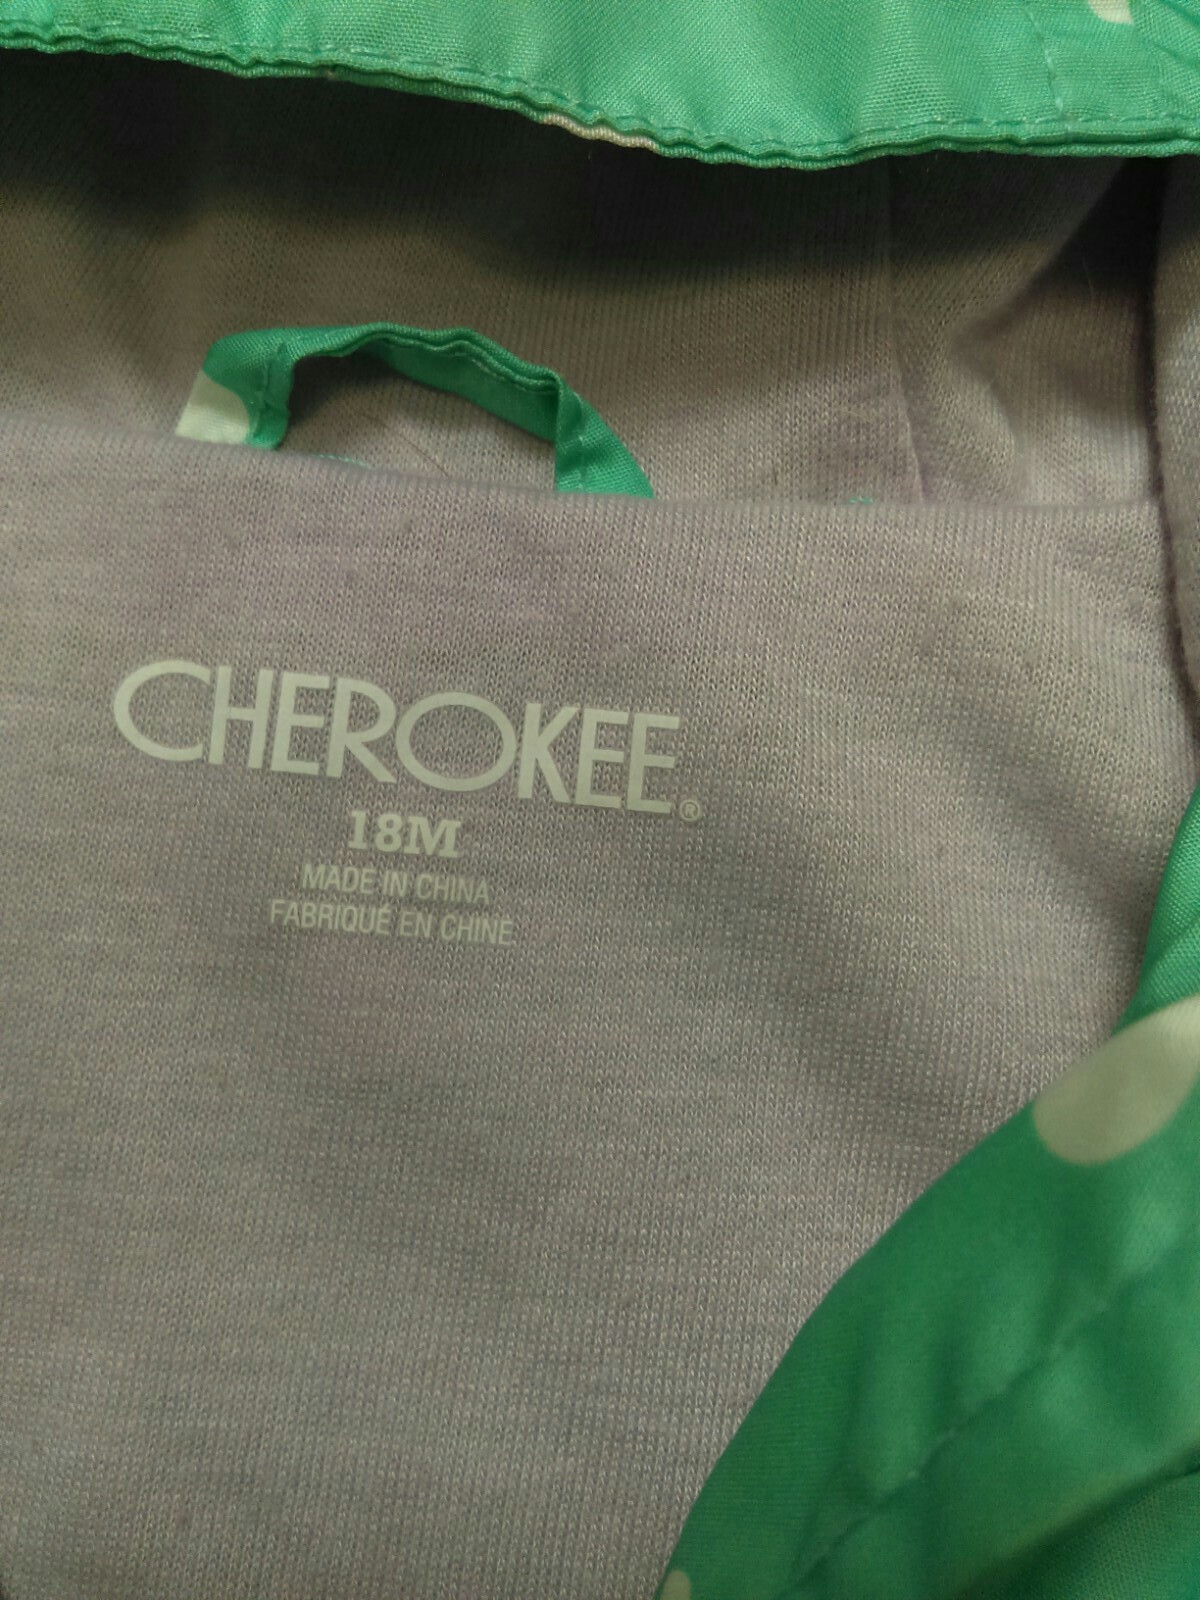 CHEROKEE®
18M
MADE IN CHINA
FABRIQUÉ EN CHINE